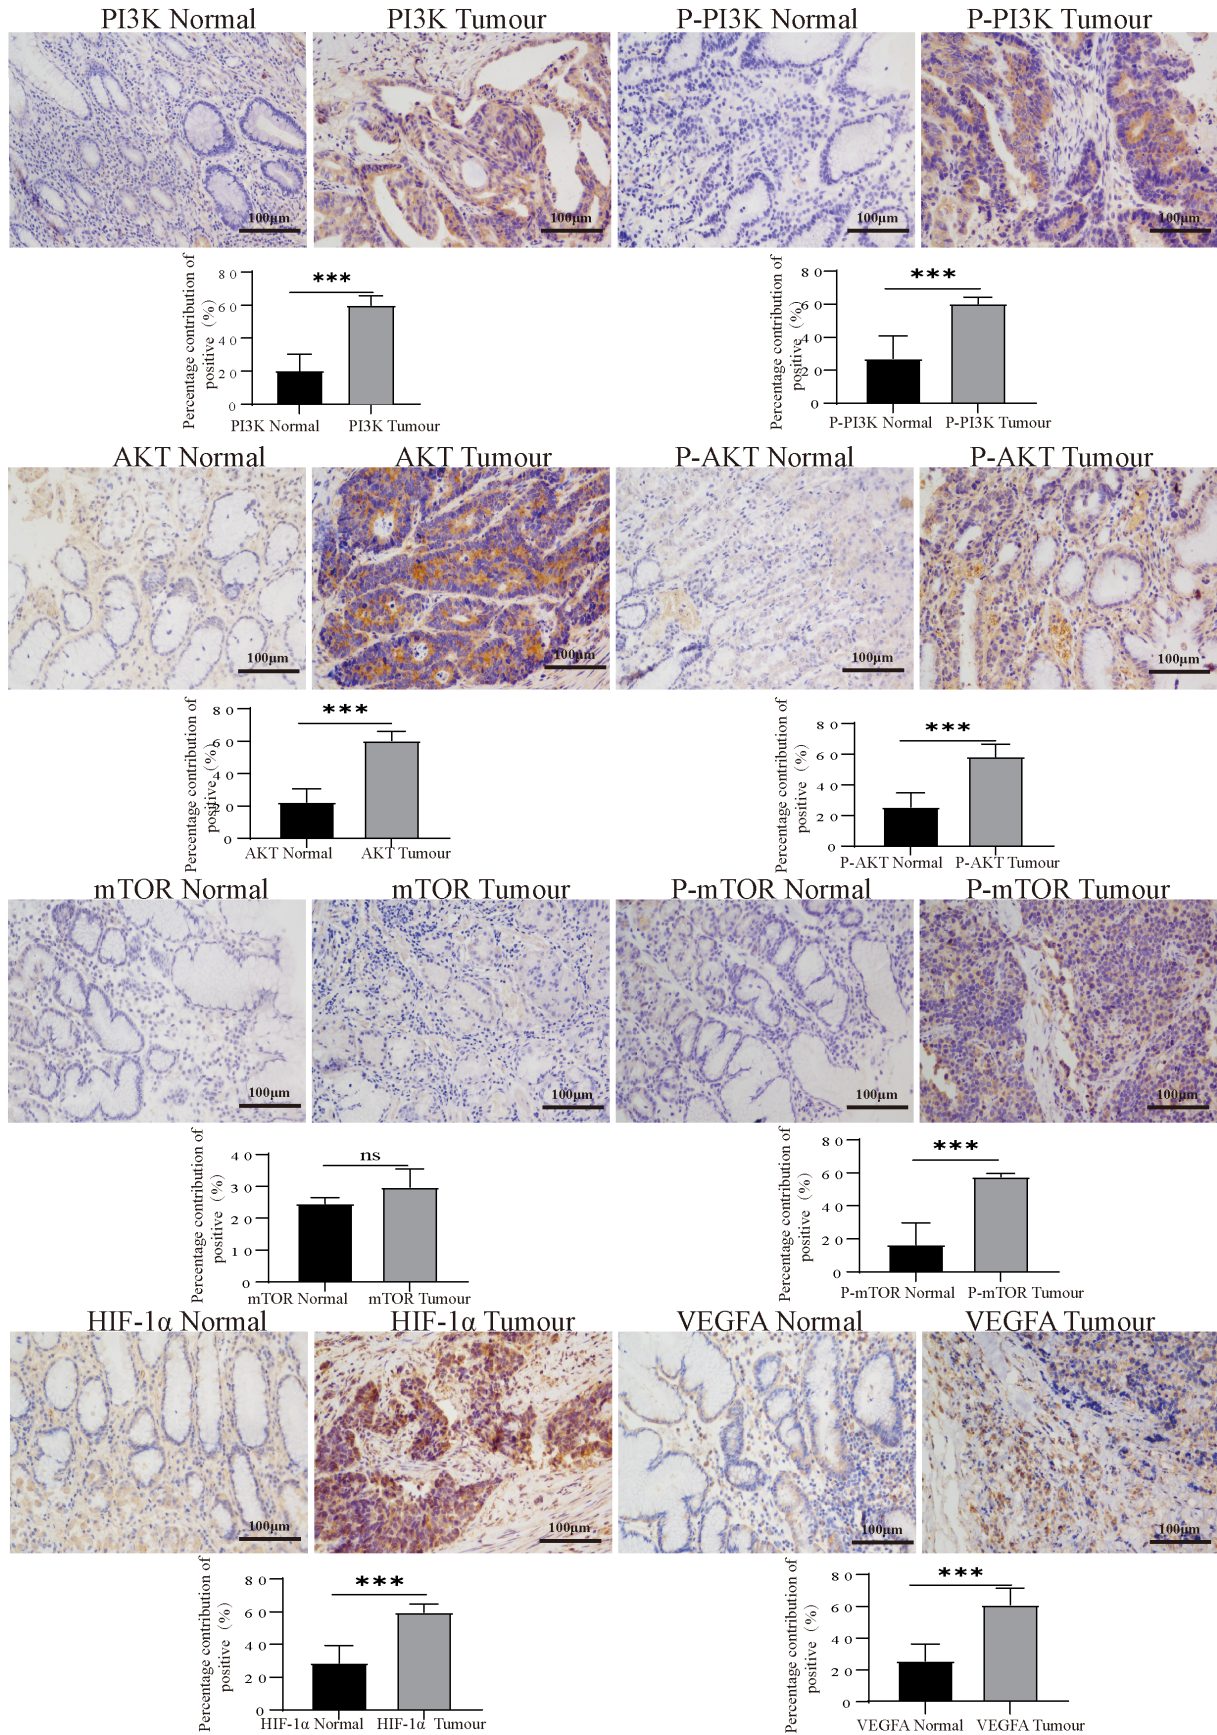 PI3K Normal PI3K Tumour P-PI3K Normal P-PI3K Tumour
100μm 100μm 100μm 100μm
Percentage contribution of
positive (%)
80
60
40
20
0
***
PI3K Normal PI3K Tumour
Percentage contribution of
positive (%)
80
60
40
20
0
***
P-PI3K Normal P-PI3K Tumour
AKT Normal AKT Tumour P-AKT Normal P-AKT Tumour
100μm 100μm 100μm 100μm
Percentage contribution of
positive (%)
80
60
40
20
0
***
AKT Normal AKT Tumour
Percentage contribution of
positive (%)
80
60
40
20
0
***
P-AKT Normal P-AKT Tumour
mTOR Normal mTOR Tumour P-mTOR Normal P-mTOR Tumour
100μm 100μm 100μm 100μm
Percentage contribution of
positive (%)
40
30
20
10
0
ns
mTOR Normal mTOR Tumour
Percentage contribution of
positive (%)
80
60
40
20
0
***
P-mTOR Normal P-mTOR Tumour
HIF-1α Normal HIF-1α Tumour VEGFA Normal VEGFA Tumour
100μm 100μm 100μm 100μm
Percentage contribution of
positive (%)
80
60
40
20
0
***
HIF-1α Normal HIF-1α Tumour
Percentage contribution of
positive (%)
80
60
40
20
0
***
VEGFA Normal VEGFA Tumour